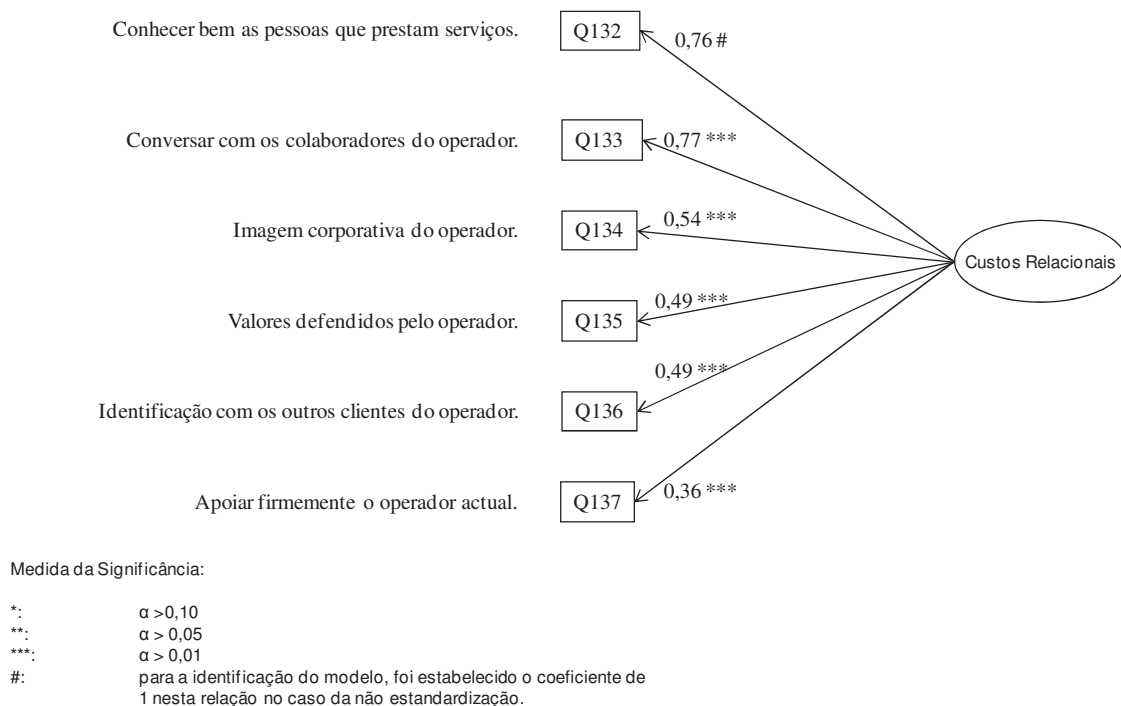 Conhecer bem as pessoas que prestam serviços.
Q132
0,76 #
Conversar com os colaboradores do operador.
Q133
0,77 ***
Imagem corporativa do operador.
Q134
0,54 ***
Custos Relacionais
Valores defendidos pelo operador.
Q135
0,49 ***
Identificação com os outros clientes do operador.
Q136
0,49 ***
Apoiar firmemente o operador actual.
Q137
0,36 ***
Medida da Significância:
*: α >0,10
**: α > 0,05
***: α > 0,01
#: para a identificação do modelo, foi estabelecido o coeficiente de
1 nesta relação no caso da não estandardização.